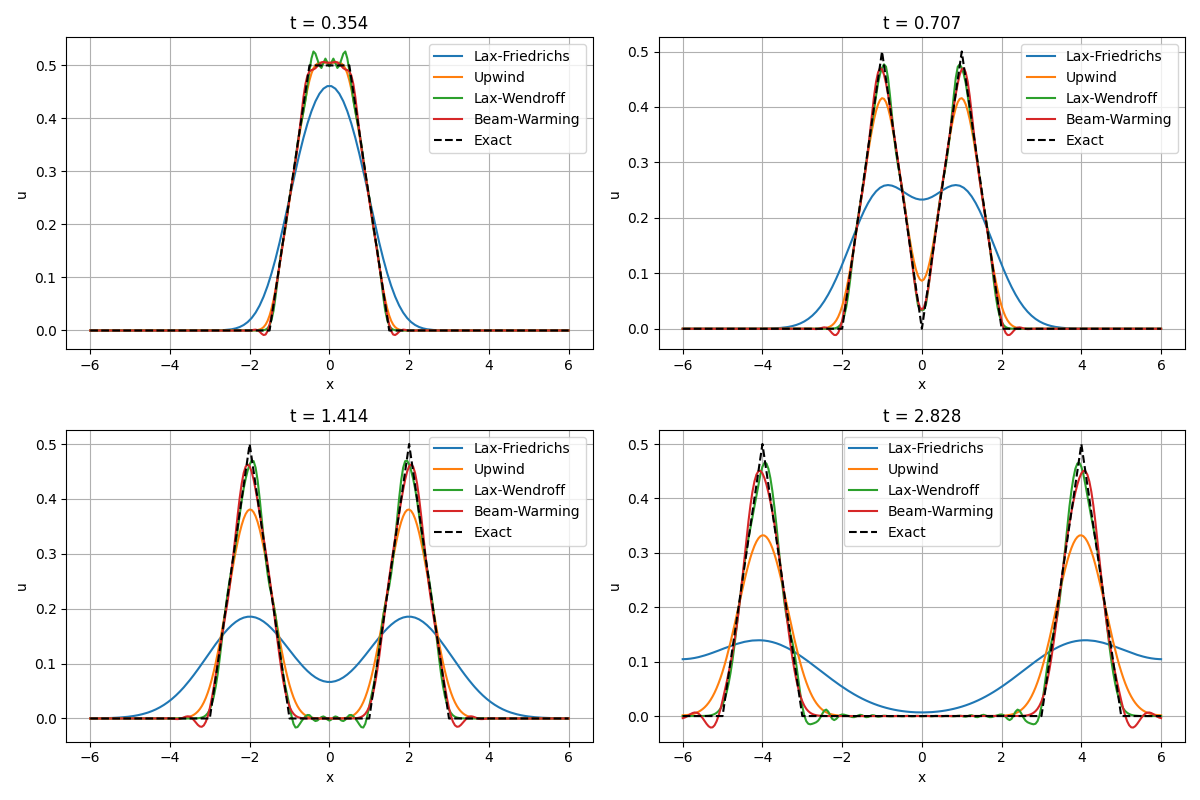 t = 0.354
u
0.5
0.4
0.3
0.2
0.1
0.0
Lax-Friedrichs
Upwind
Lax-Wendroff
Beam-Warming
Exact
−6 −4 −2 0 2 4 6
x
t = 0.707
u
0.5
0.4
0.3
0.2
0.1
0.0
Lax-Friedrichs
Upwind
Lax-Wendroff
Beam-Warming
Exact
−6 −4 −2 0 2 4 6
x
t = 1.414
u
0.5
0.4
0.3
0.2
0.1
0.0
Lax-Friedrichs
Upwind
Lax-Wendroff
Beam-Warming
Exact
−6 −4 −2 0 2 4 6
x
t = 2.828
u
0.5
0.4
0.3
0.2
0.1
0.0
Lax-Friedrichs
Upwind
Lax-Wendroff
Beam-Warming
Exact
−6 −4 −2 0 2 4 6
x